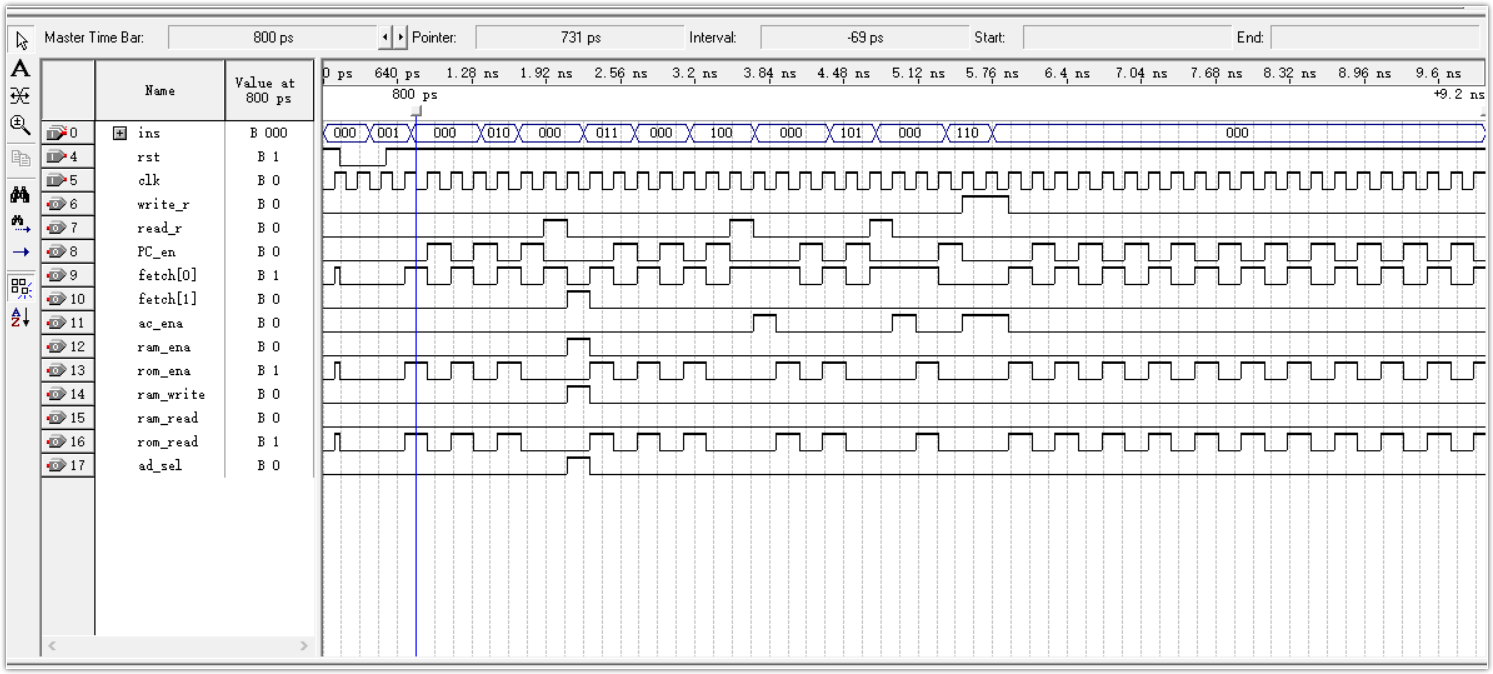 Master Time Bar: 800 ps Pointer: 731 ps Interval: -69 ps Start: End:
A
Name Value at 800 ps
0 ps 640 ps 1.28 ns 1.92 ns 2.56 ns 3.2 ns 3.84 ns 4.48 ns 5.12 ns 5.76 ns 6.4 ns 7.04 ns 7.68 ns 8.32 ns 8.96 ns 9.6 ns
800 ps +9.2 ns
0 ins B 000 000 001 000 010 000 011 000 100 000 101 000 110 000
4 rst B 1
5 clk B 0
6 write_r B 0
7 read_r B 0
8 PC_en B 0
9 fetch[0] B 1
10 fetch[1] B 0
11 ac_ena B 0
12 ram_ena B 0
13 rom_ena B 1
14 ram_write B 0
15 ram_read B 0
16 rom_read B 1
17 ad_sel B 0
A
Z